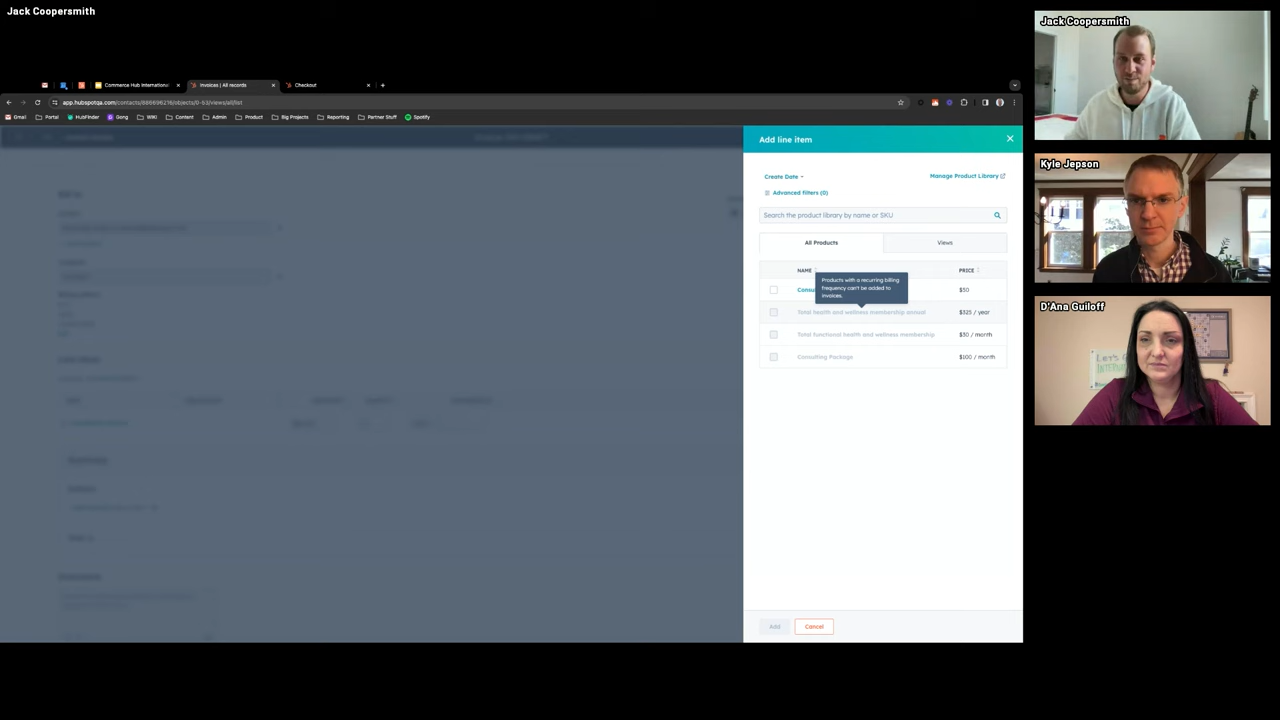 Jack Coopersmith
Jack Coopersmith
Commerce Hub International
Invoices | All records
Checkout
app.hubspotqa.com/contacts/866696216/objects/0-53/views/all/list
Gmail
Portal
HubFinder
Gong
WIKI
Content
Admin
Product
Big Projects
Reporting
Partner Stuff
Spotify
Add line item
Create Date
Manage Product Library
Advanced filters (0)
Search the product library by name or SKU
All Products
Views
NAME
PRICE
Products with a recurring billing
frequency can't be added to
invoices.
$50
Total health and wellness membership annual
$325 / year
Total functional health and wellness membership
$30 / month
Consulting Package
$100 / month
Add
Cancel
Kyle Jepson
D'Ana Guiloff